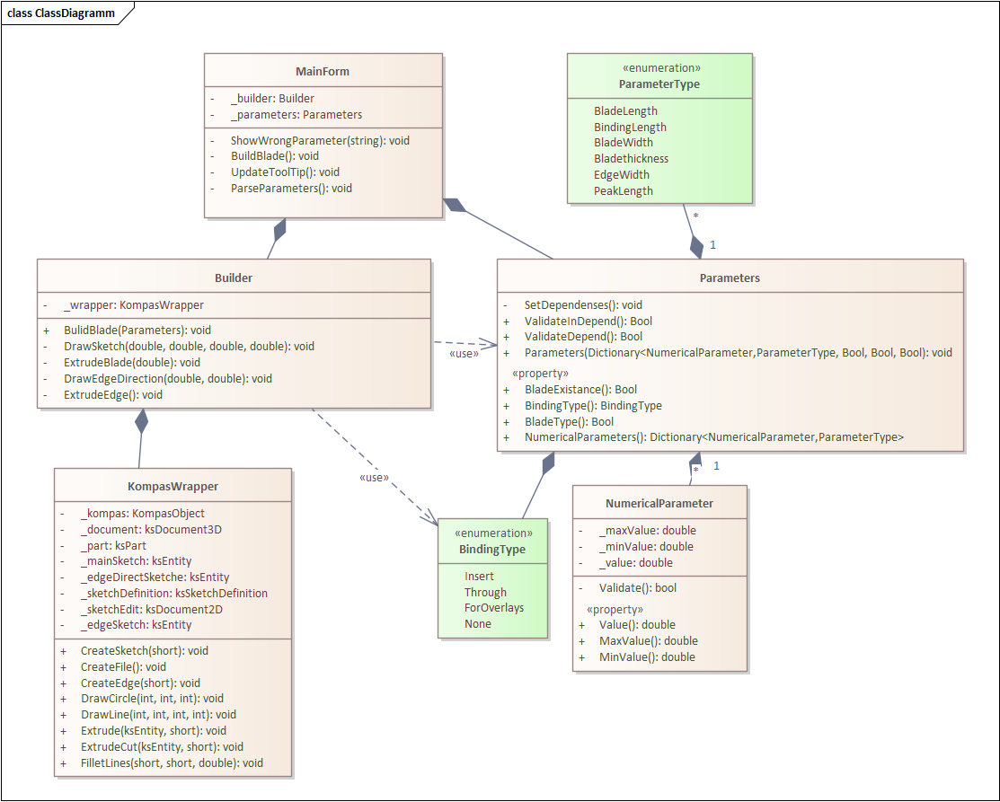 class ClassDiagramm
MainForm
- _builder: Builder
- _parameters: Parameters
- ShowWrongParameter(string): void
- BuildBlade(): void
- UpdateToolTip(): void
- ParseParameters(): void
«enumeration»
ParameterType
BladeLength
BindingLength
BladeWidth
Bladethickness
EdgeWidth
PeakLength
*
1
Builder
- _wrapper: KompasWrapper
+ BulidBlade(Parameters): void
- DrawSketch(double, double, double, double): void
- ExtrudeBlade(double): void
- DrawEdgeDirection(double, double): void
- ExtrudeEdge(): void
«use»
Parameters
- SetDependenses(): void
+ ValidateInDepend(): Bool
+ ValidateDepend(): Bool
+ Parameters(Dictionary<NumericalParameter,ParameterType, Bool, Bool, Bool): void
«property»
+ BladeExistance(): Bool
+ BindingType(): BindingType
+ BladeType(): Bool
+ NumericalParameters(): Dictionary<NumericalParameter,ParameterType>
«use»
1
*
KompasWrapper
- _kompas: KompasObject
- _document: ksDocument3D
- _part: ksPart
- _mainSketch: ksEntity
- _edgeDirectSketche: ksEntity
- _sketchDefinition: ksSketchDefinition
- _sketchEdit: ksDocument2D
- _edgeSketch: ksEntity
+ CreateSketch(short): void
+ CreateFile(): void
+ CreateEdge(short): void
+ DrawCircle(int, int, int): void
+ DrawLine(int, int, int, int): void
+ Extrude(ksEntity, short): void
+ ExtrudeCut(ksEntity, short): void
+ FilletLines(short, short, double): void
«enumeration»
BindingType
Insert
Through
ForOverlays
None
NumericalParameter
- _maxValue: double
- _minValue: double
- _value: double
- Validate(): bool
«property»
+ Value(): double
+ MaxValue(): double
+ MinValue(): double